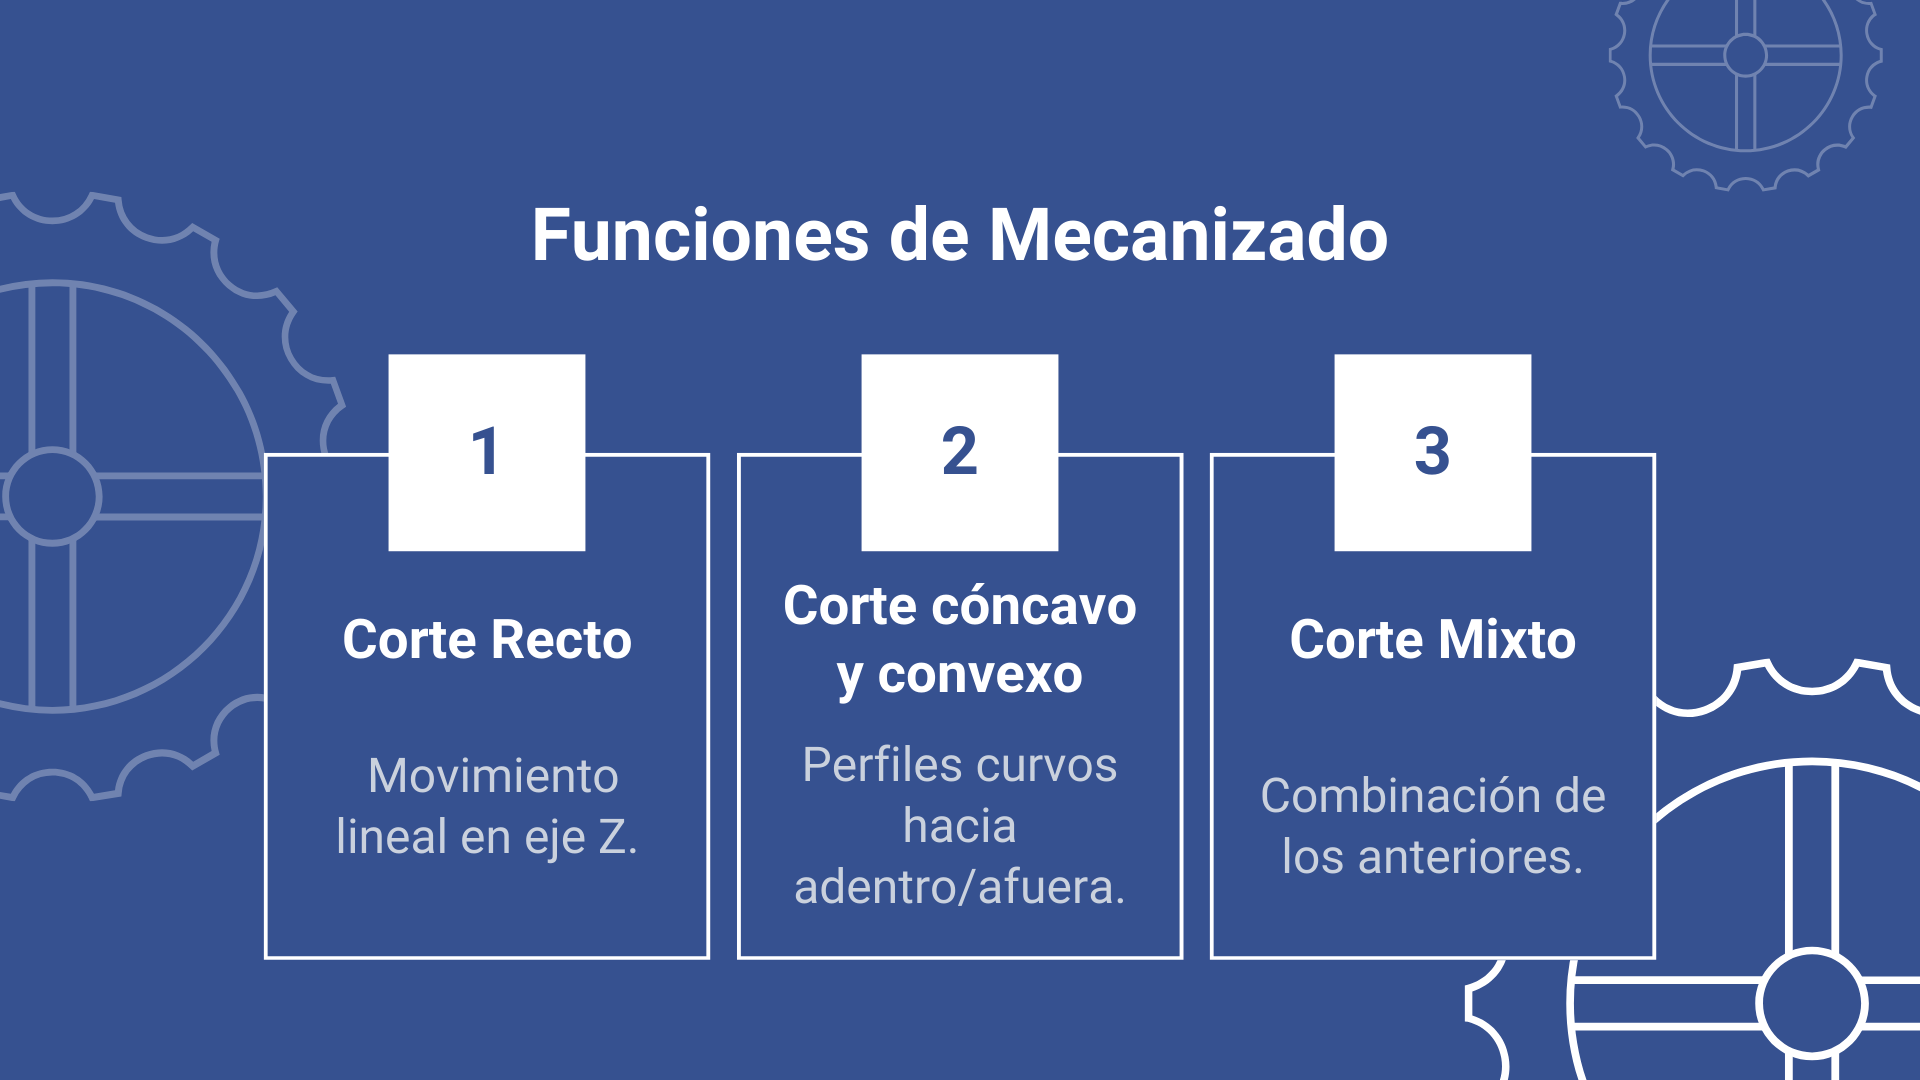 Funciones de Mecanizado
1
Corte Recto
Movimiento
lineal en eje Z.
2
Corte cóncavo
y convexo
Perfiles curvos
hacia
adentro/afuera.
3
Corte Mixto
Combinación de
los anteriores.